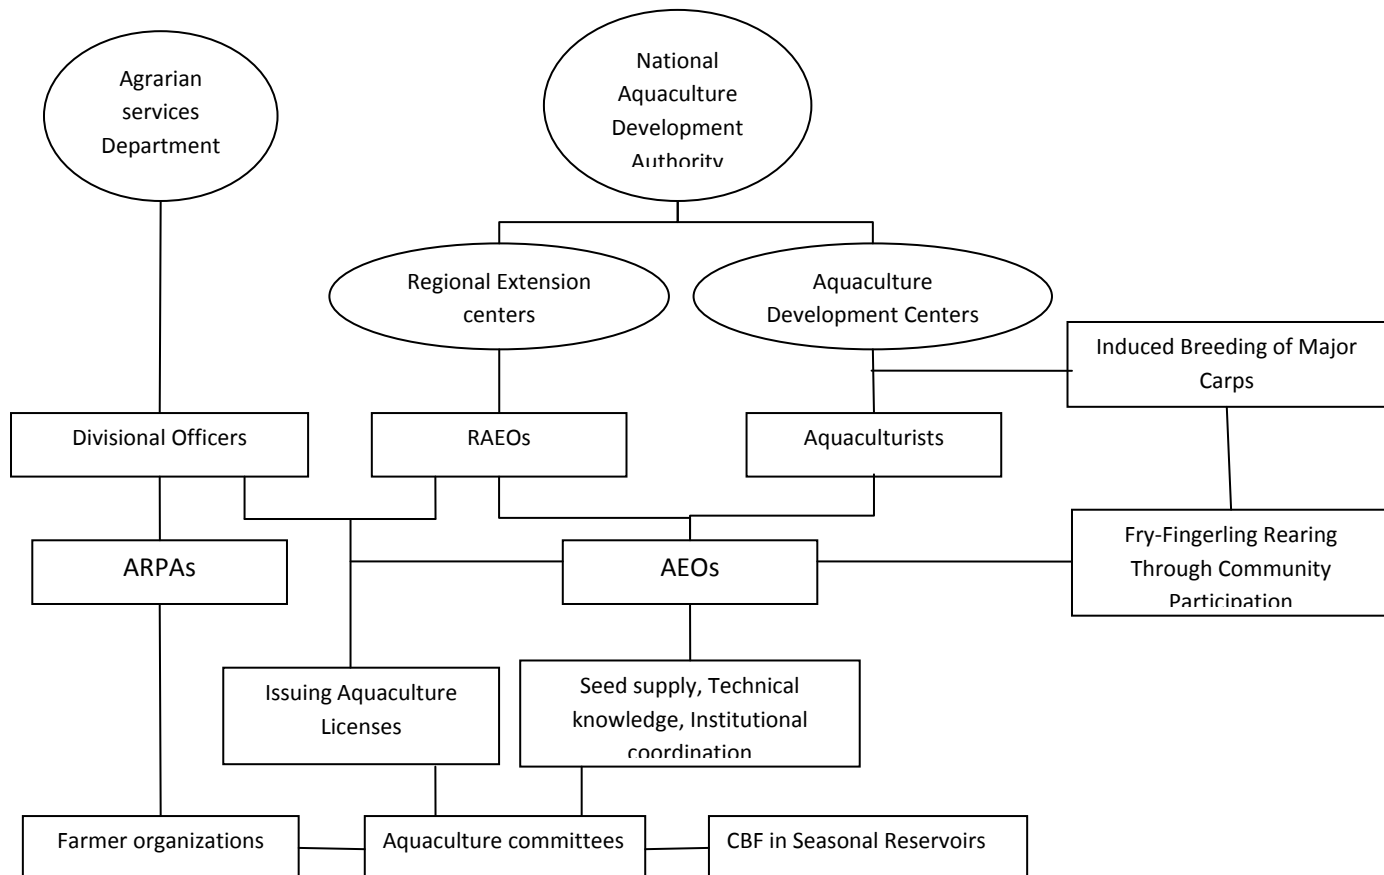 Agrarian
services
Department
National
Aquaculture
Development
Authority
Regional Extension
centers
Aquaculture
Development Centers
Induced Breeding of Major
Carps
Divisional Officers
RAEOs
Aquaculturists
ARPAs
AEOs
Fry-Fingerling Rearing
Through Community
Participation
Issuing Aquaculture
Licenses
Seed supply, Technical
knowledge, Institutional
coordination
Farmer organizations
Aquaculture committees
CBF in Seasonal Reservoirs